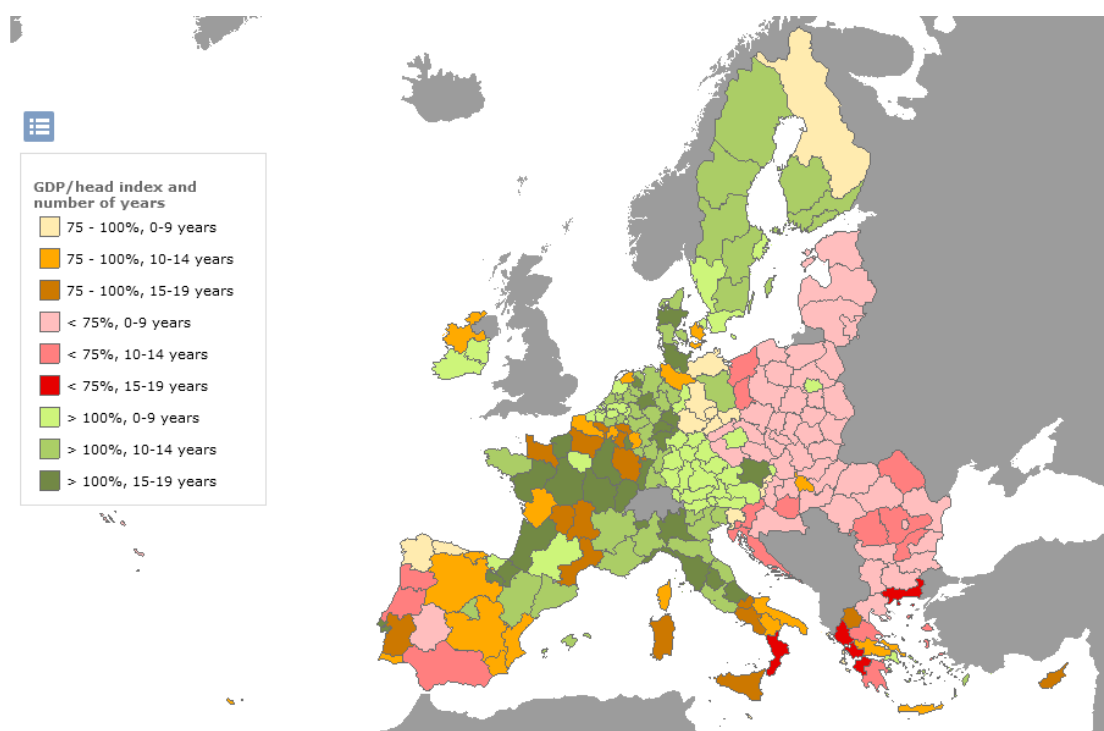 GDP/head index and
number of years
75 - 100%, 0-9 years
75 - 100%, 10-14 years
75 - 100%, 15-19 years
< 75%, 0-9 years
< 75%, 10-14 years
< 75%, 15-19 years
> 100%, 0-9 years
> 100%, 10-14 years
> 100%, 15-19 years